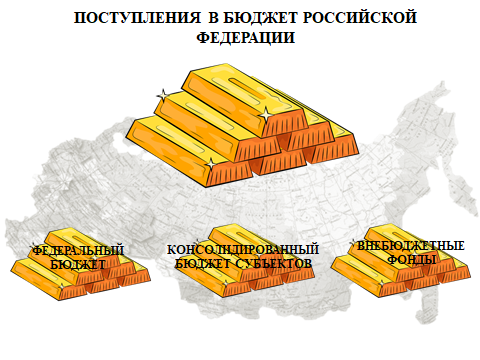 ПОСТУПЛЕНИЯ В БЮДЖЕТ РОССИЙСКОЙ
ФЕДЕРАЦИИ
ФЕДЕРАЛЬНЫЙ
БЮДЖЕТ
КОНСОЛИДИРОВАННЫЙ
БЮДЖЕТ СУБЪЕКТОВ
ВНЕБЮДЖЕТНЫЕ
ФОНДЫ